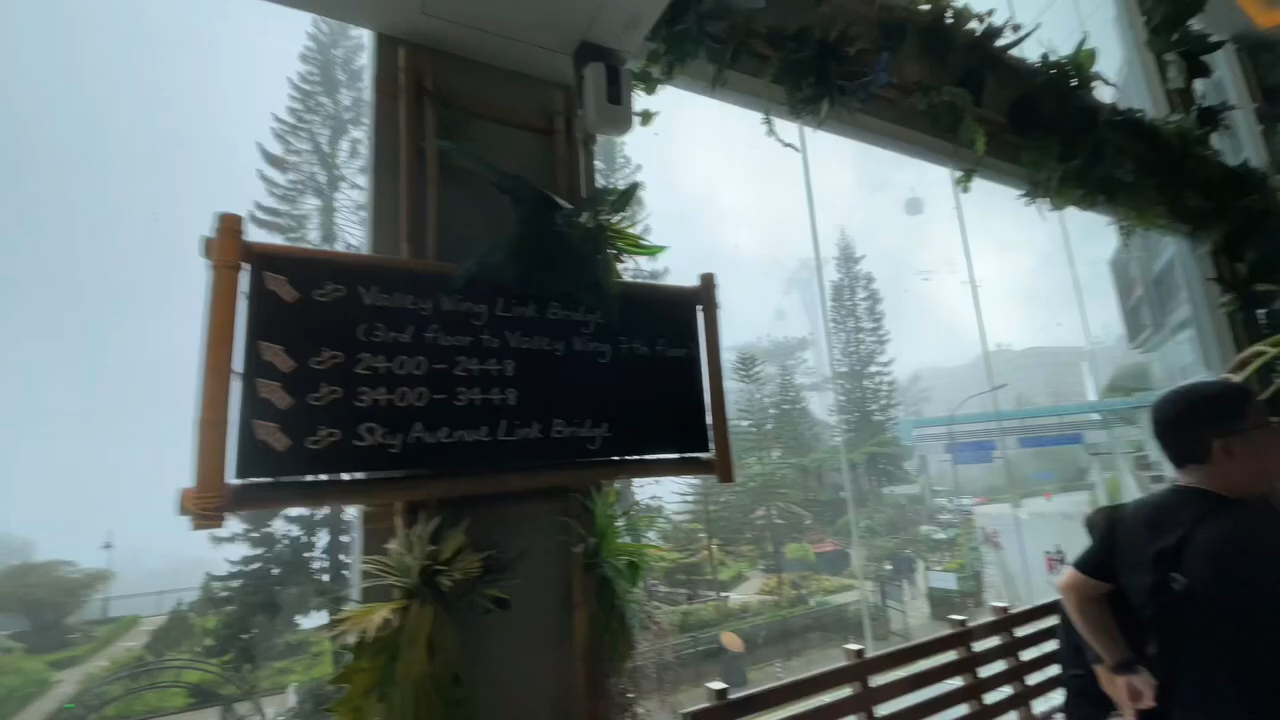 Valley Wing Link Bridge
(3rd floor to Valley Wing 7th floor
2400 - 2448
3400 - 3448
Sky Avenue Link Bridge